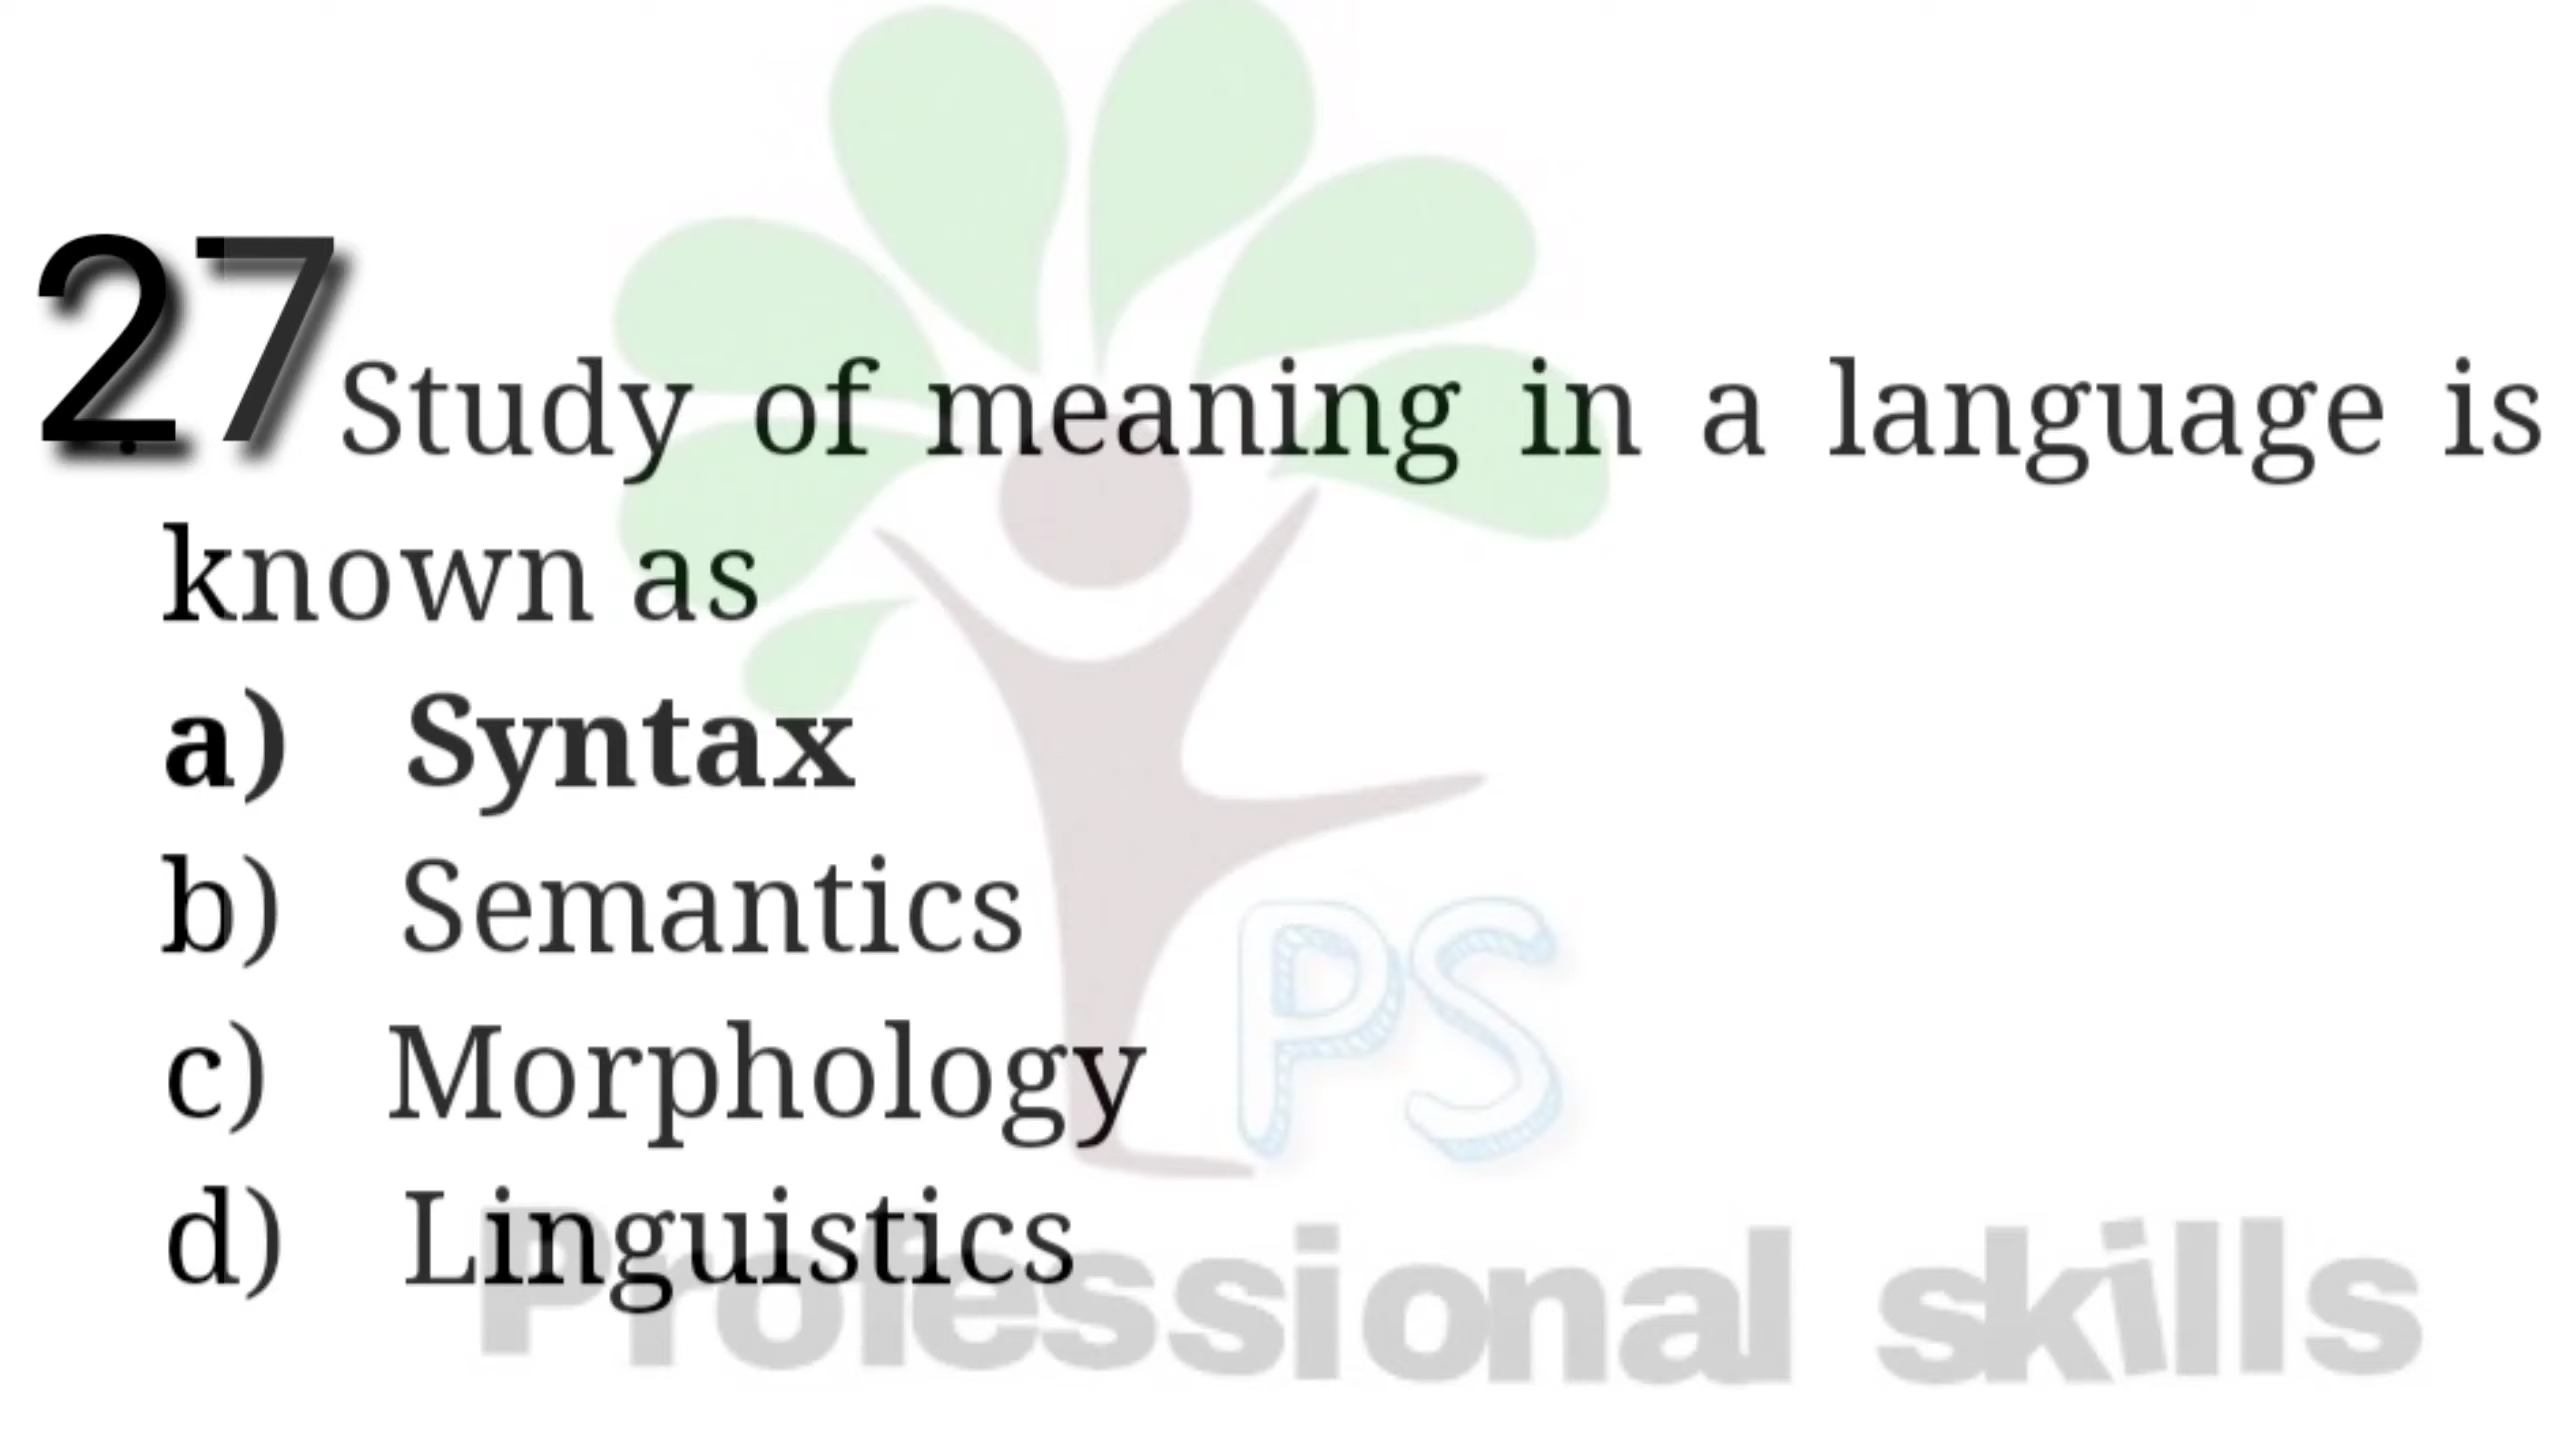 27 Study of meaning in a language is
known as
a) Syntax
b) Semantics
c) Morphology
d) Linguistics
PS
Professional skills